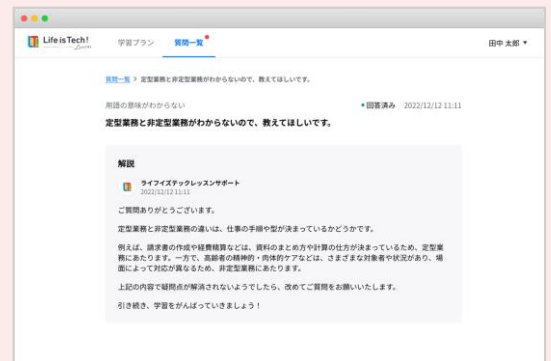 Life is Tech!
Lesson
学習プラン
質問一覧
田中 太郎 ▼
質問一覧 > 定型業務と非定型業務がわからないので、教えてほしいです。
用語の意味がわからない
回答済み 2022/12/12 11:11
定型業務と非定型業務がわからないので、教えてほしいです。
解説
ライフイズテックレッスンサポート
2022/12/12 11:11
ご質問ありがとうございます。
定型業務と非定型業務の違いは、仕事の手順や型が決まっているかどうかです。
例えば、請求書の作成や経費精算などは、資料のまとめ方や計算の仕方が決まっているため、定型業
務にあたります。一方で、高齢者の精神的・肉体的ケアなどは、さまざまな対象者や状況があり、場
面によって対応が異なるため、非定型業務にあたります。
上記の内容で疑問点が解消されないようでしたら、改めてご質問をお願いいたします。
引き続き、学習をがんばっていきましょう！